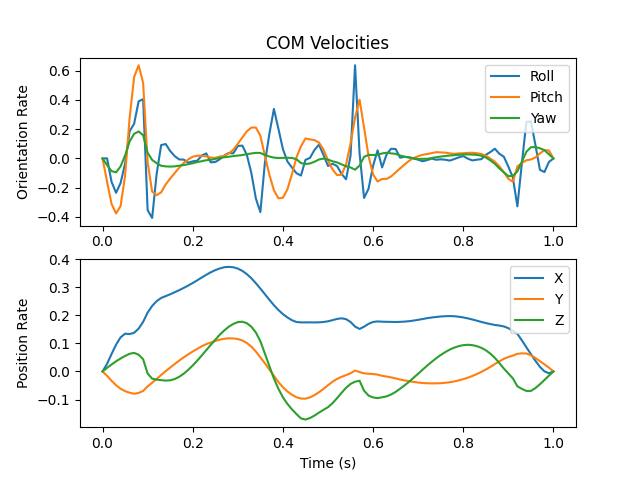 COM Velocities
Orientation Rate
0.6
0.4
0.2
0.0
−0.2
−0.4
Roll
Pitch
Yaw
0.0 0.2 0.4 0.6 0.8 1.0
Position Rate
0.4
0.3
0.2
0.1
0.0
−0.1
X
Y
Z
0.0 0.2 0.4 0.6 0.8 1.0
Time (s)